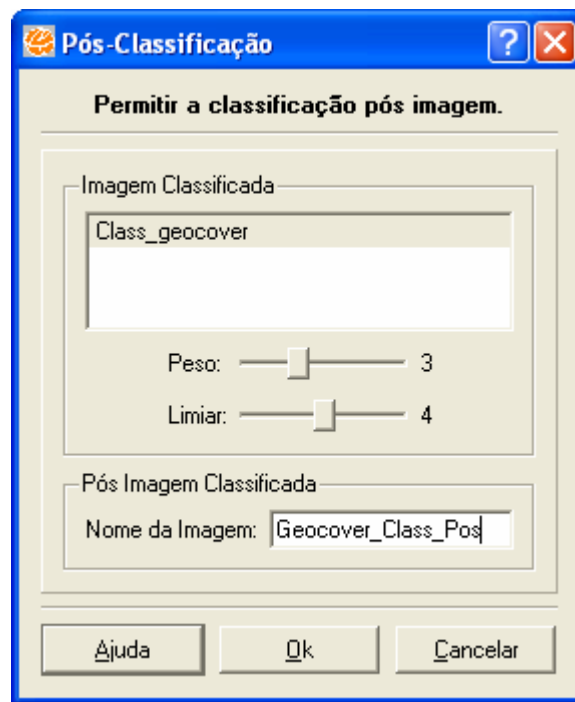 Pós-Classificação
Permitir a classificação pós imagem.
Imagem Classificada
Class_geocover
Peso: 3
Limiar: 4
Pós Imagem Classificada
Nome da Imagem: Geocover_Class_Pos
Ajuda Ok Cancelar